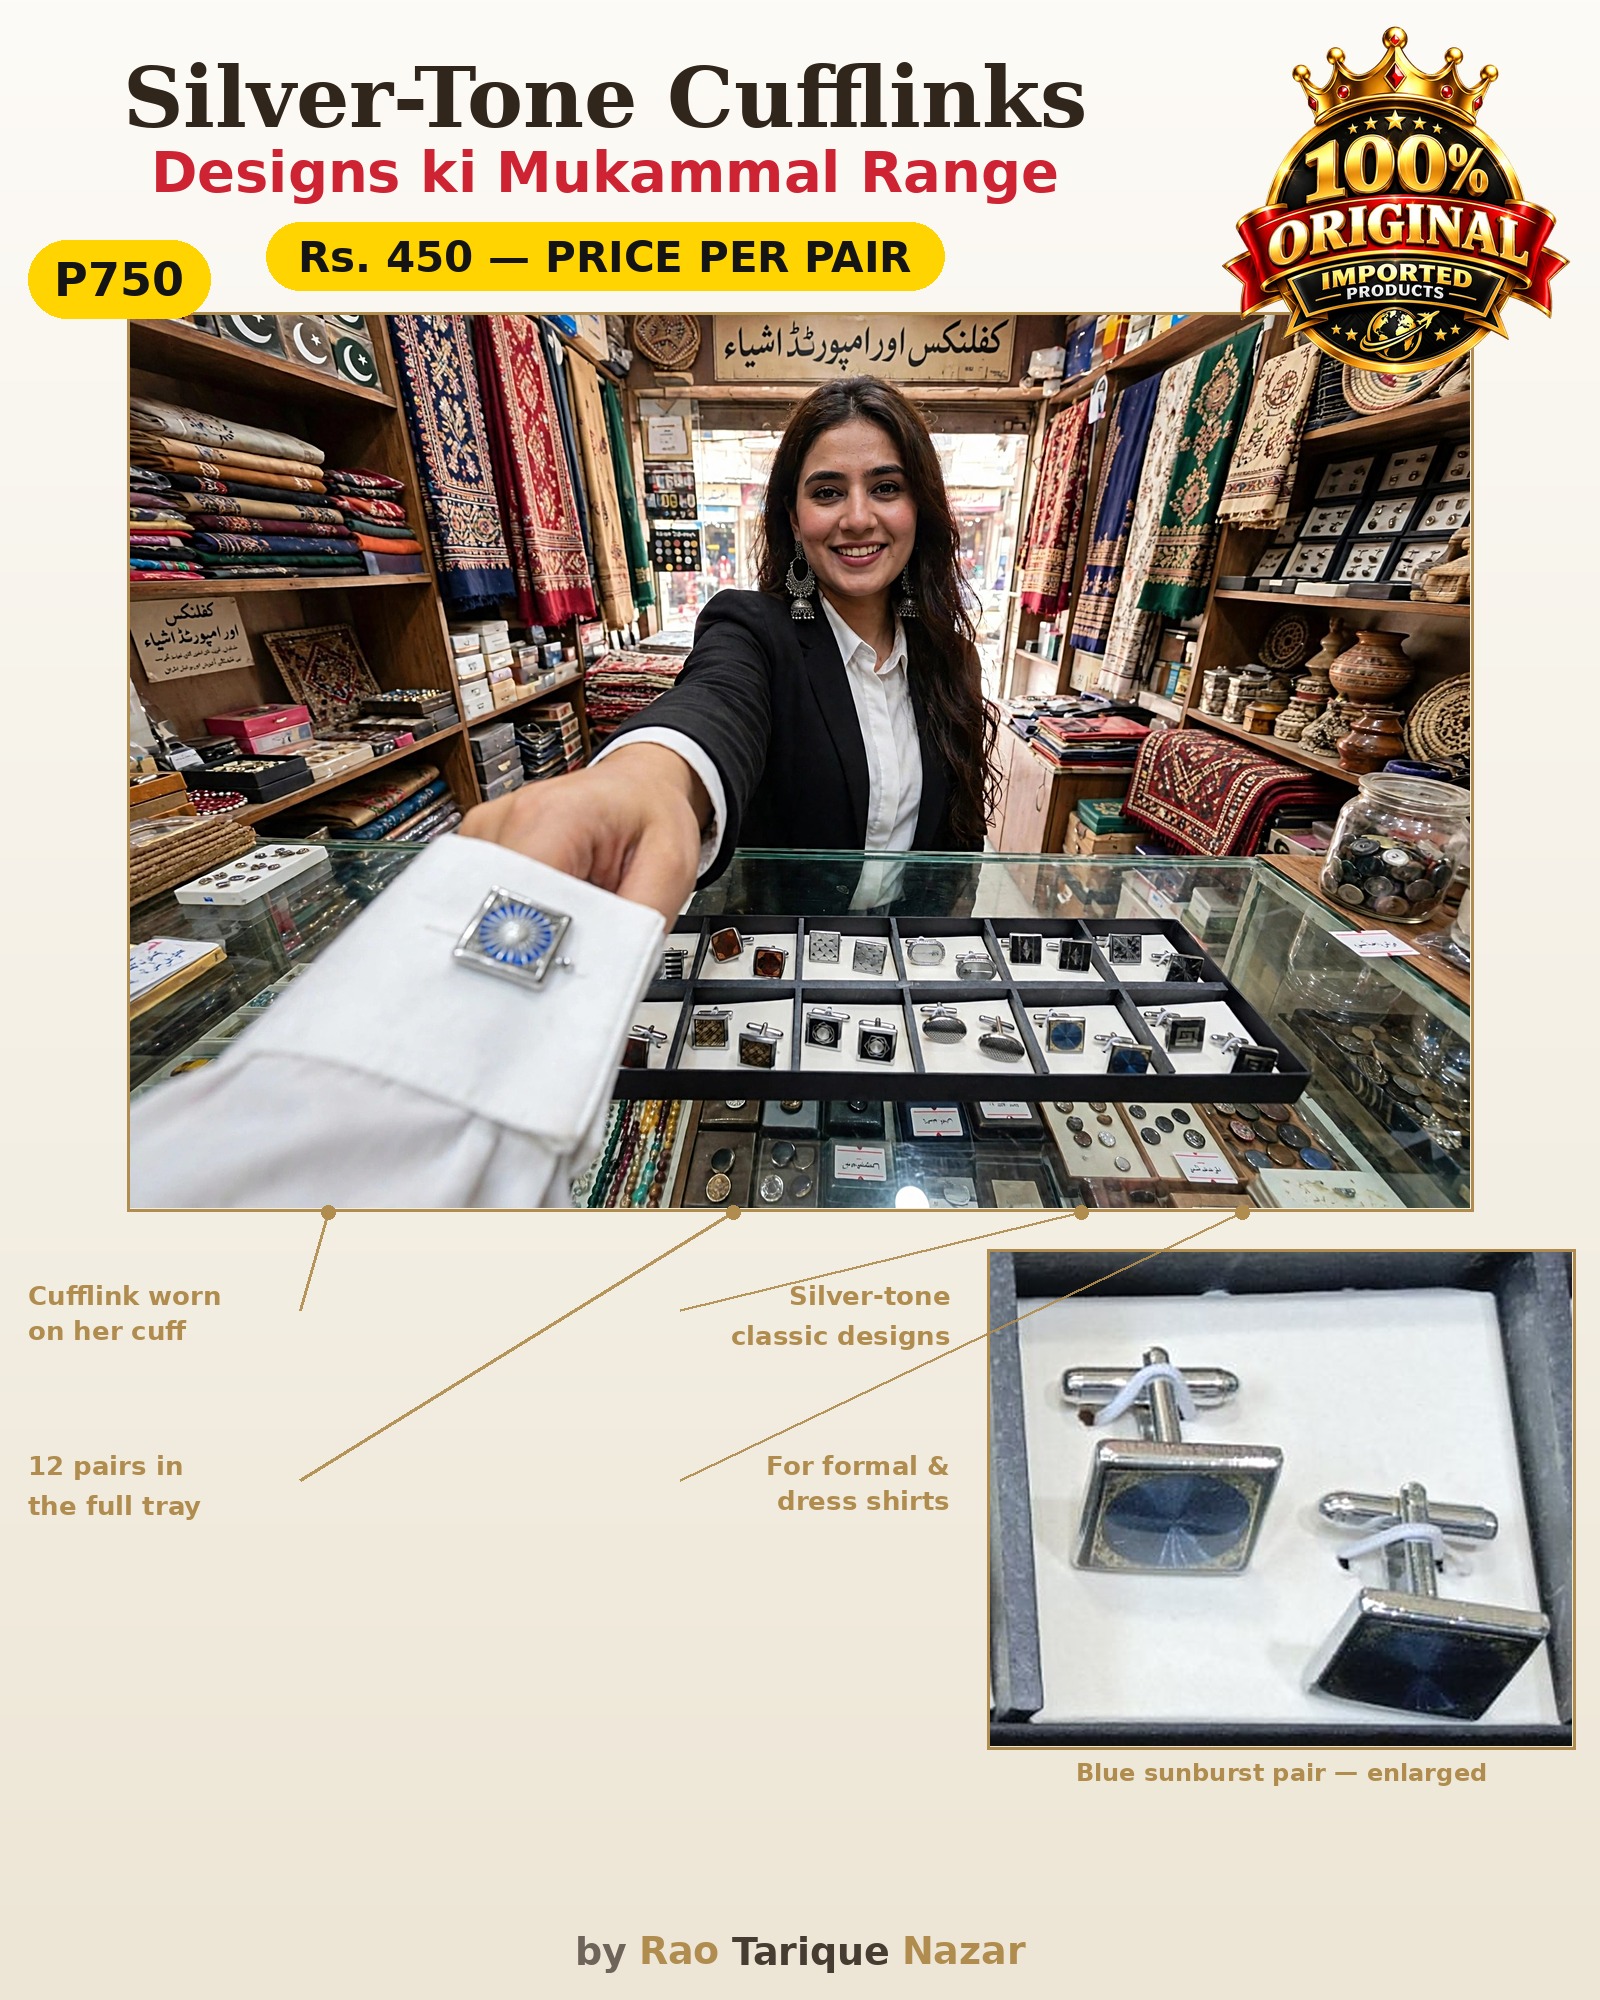 Silver-Tone Cufflinks
Designs ki Mukammal Range
Rs. 450 — PRICE PER PAIR
P750
100%
ORIGINAL
IMPORTED
PRODUCTS
کفلنکس اور امپورٹڈ اشیاء
کفلنکس
اور امپورٹڈ اشیاء
Cufflink worn
on her cuff
Silver-tone
classic designs
12 pairs in
the full tray
For formal &
dress shirts
Blue sunburst pair — enlarged
by Rao Tarique Nazar